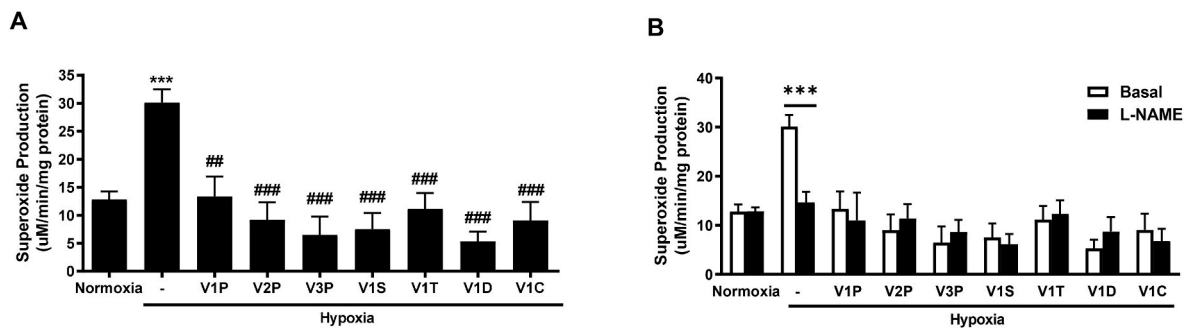 A
Superoxide Production
(uM/min/mg protein)
35
30
25
20
15
10
5
0
***
##
###
###
###
###
###
###
Normoxia - V1P V2P V3P V1S V1T V1D V1C
Hypoxia
B
Superoxide Production
(uM/min/mg protein)
40
30
20
10
0
***
Basal
L-NAME
Normoxia - V1P V2P V3P V1S V1T V1D V1C
Hypoxia